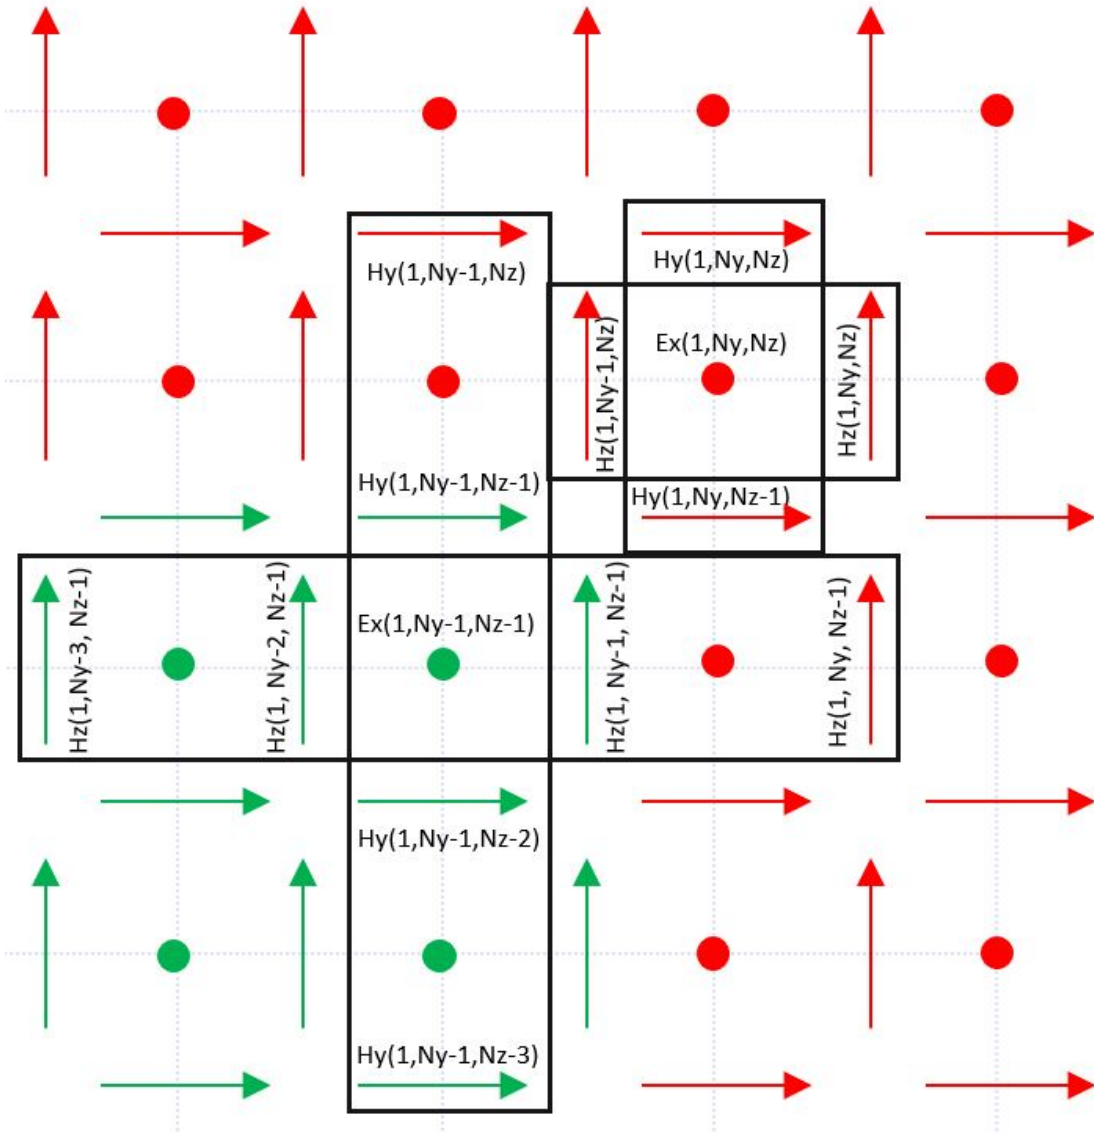 Hy(1,Ny-1,Nz)
Hy(1,Ny,Nz)
Hz(1,Ny-1,Nz)
Ex(1,Ny,Nz)
Hz(1,Ny,Nz)
Hy(1,Ny-1,Nz-1)
Hy(1,Ny,Nz-1)
Hz(1,Ny-3, Nz-1)
Hz(1, Ny-2, Nz-1)
Ex(1,Ny-1,Nz-1)
Hz(1, Ny-1, Nz-1)
Hz(1, Ny, Nz-1)
Hy(1,Ny-1,Nz-2)
Hy(1,Ny-1,Nz-3)